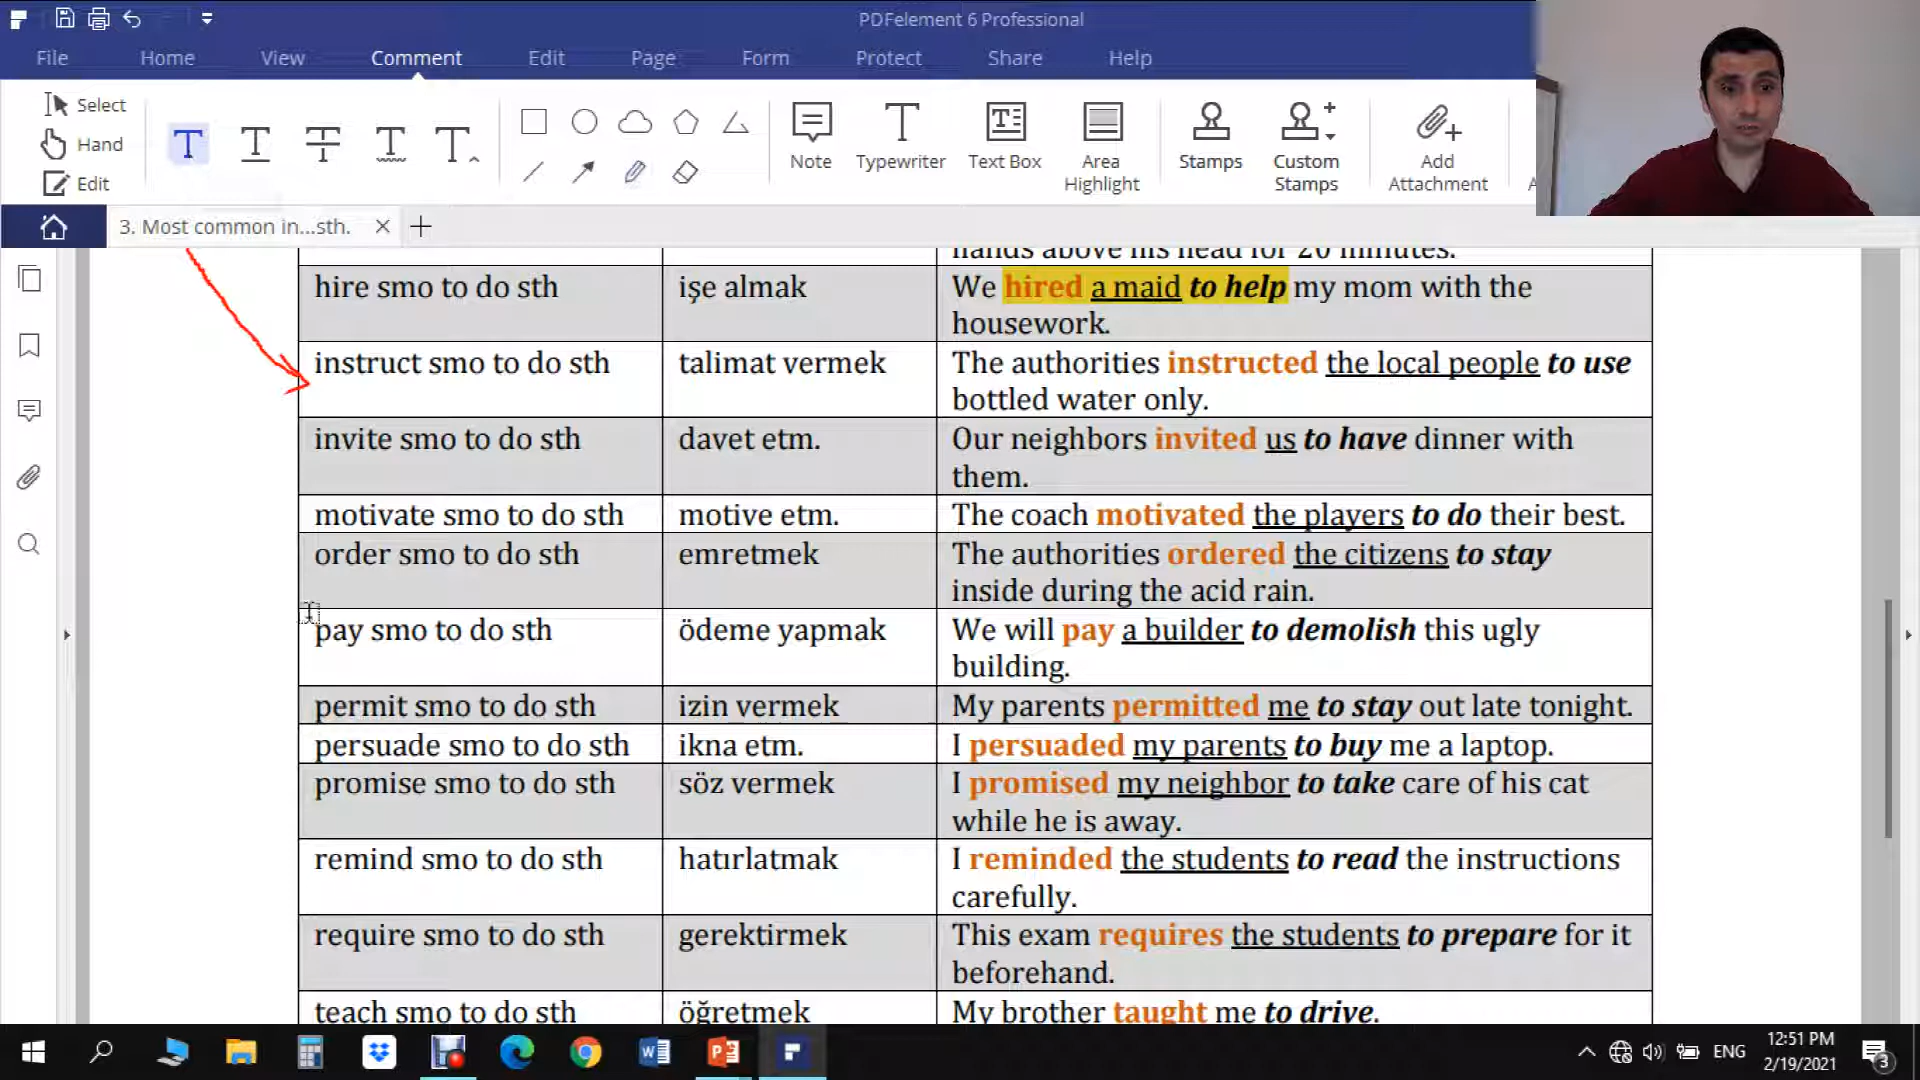 PDFelement 6 Professional
File Home View Comment Edit Page Form Protect Share Help
Select
Hand
Edit
Note
Typewriter
Text Box
Area Highlight
Stamps
Custom Stamps
Add Attachment
3. Most common in...sth.
hands above his head for 20 minutes.
hire smo to do sth işe almak We hired a maid to help my mom with the
housework.
instruct smo to do sth talimat vermek The authorities instructed the local people to use
bottled water only.
invite smo to do sth davet etm. Our neighbors invited us to have dinner with
them.
motivate smo to do sth motive etm. The coach motivated the players to do their best.
order smo to do sth emretmek The authorities ordered the citizens to stay
inside during the acid rain.
pay smo to do sth ödeme yapmak We will pay a builder to demolish this ugly
building.
permit smo to do sth izin vermek My parents permitted me to stay out late tonight.
persuade smo to do sth ikna etm. I persuaded my parents to buy me a laptop.
promise smo to do sth söz vermek I promised my neighbor to take care of his cat
while he is away.
remind smo to do sth hatırlatmak I reminded the students to read the instructions
carefully.
require smo to do sth gerektirmek This exam requires the students to prepare for it
beforehand.
teach smo to do sth öğretmek My brother taught me to drive.
ENG
12:51 PM
2/19/2021
3